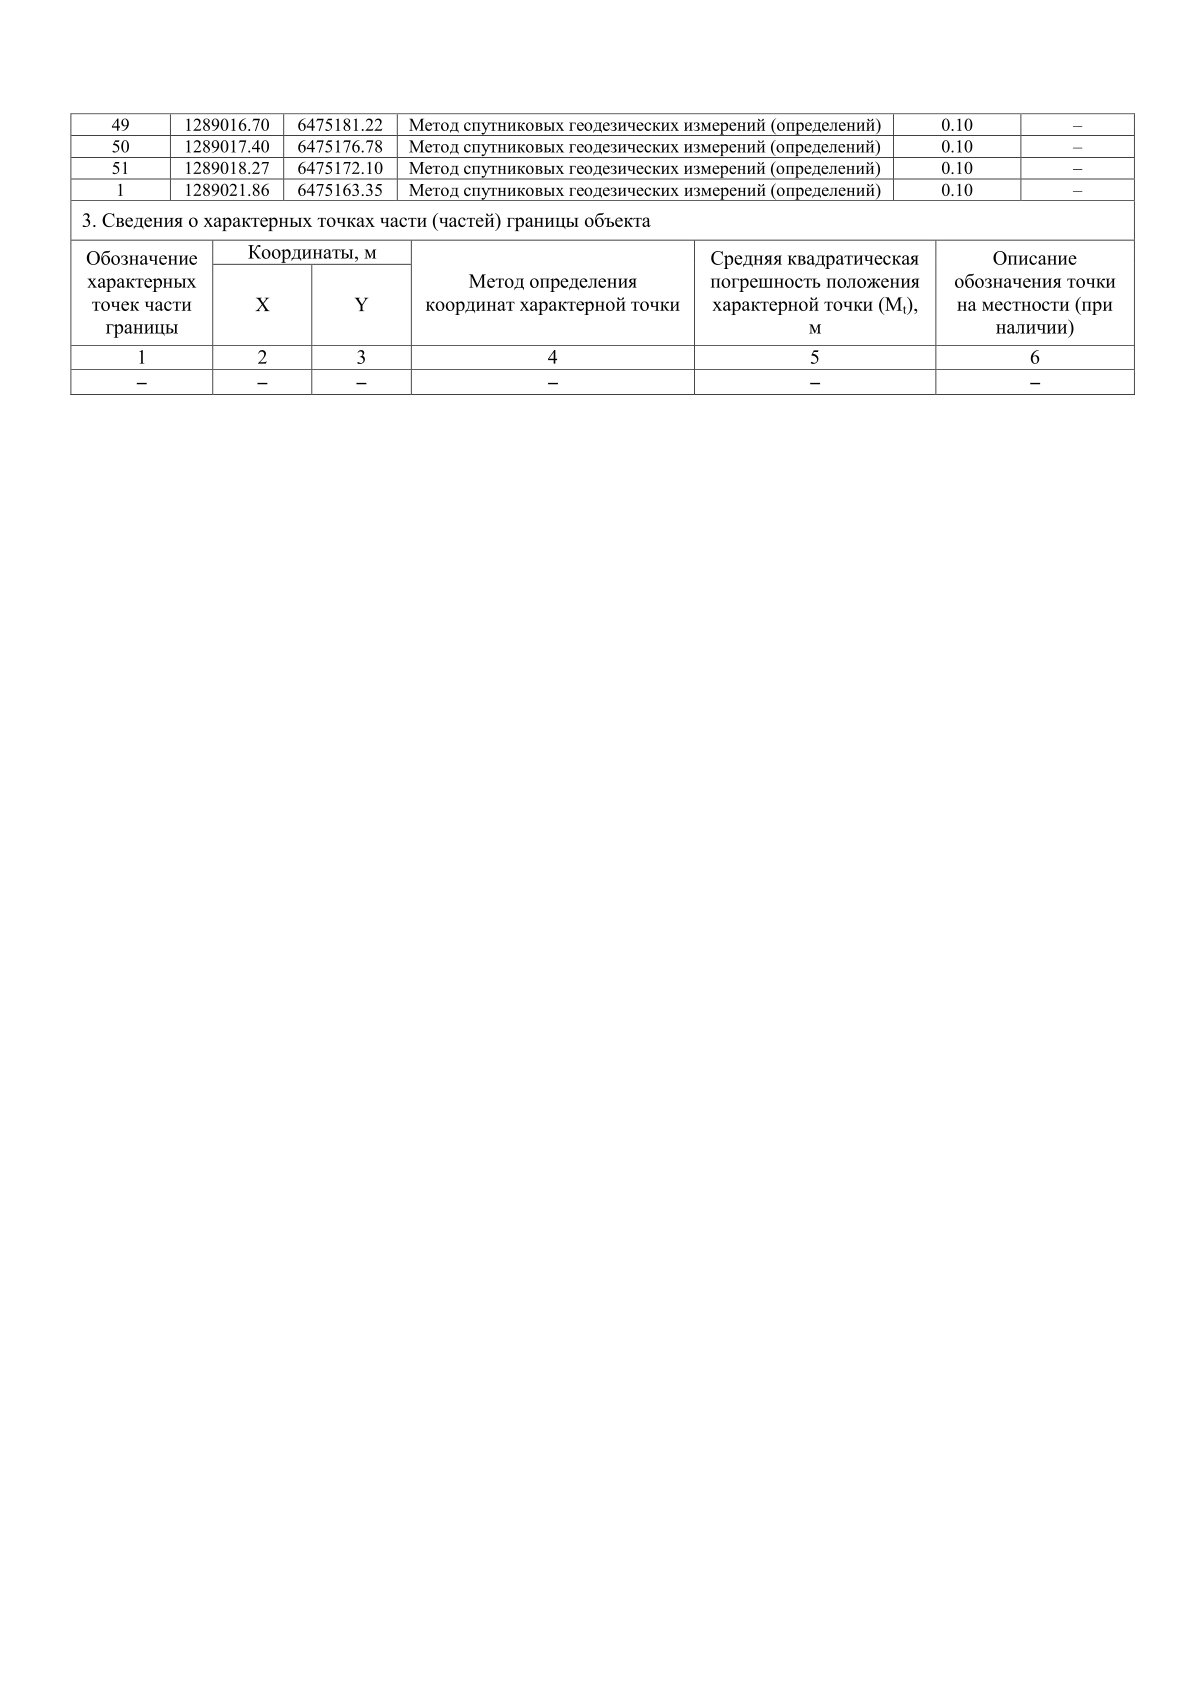 49 1289016.70 6475181.22 Метод спутниковых геодезических измерений (определений) 0.10 –
50 1289017.40 6475176.78 Метод спутниковых геодезических измерений (определений) 0.10 –
51 1289018.27 6475172.10 Метод спутниковых геодезических измерений (определений) 0.10 –
1 1289021.86 6475163.35 Метод спутниковых геодезических измерений (определений) 0.10 –
3. Сведения о характерных точках части (частей) границы объекта
Обозначение
характерных
точек части
границы
Координаты, м
X Y
Метод определения
координат характерной точки
Средняя квадратическая
погрешность положения
характерной точки (Mt),
м
Описание
обозначения точки
на местности (при
наличии)
1 2 3 4 5 6
– – – – – –